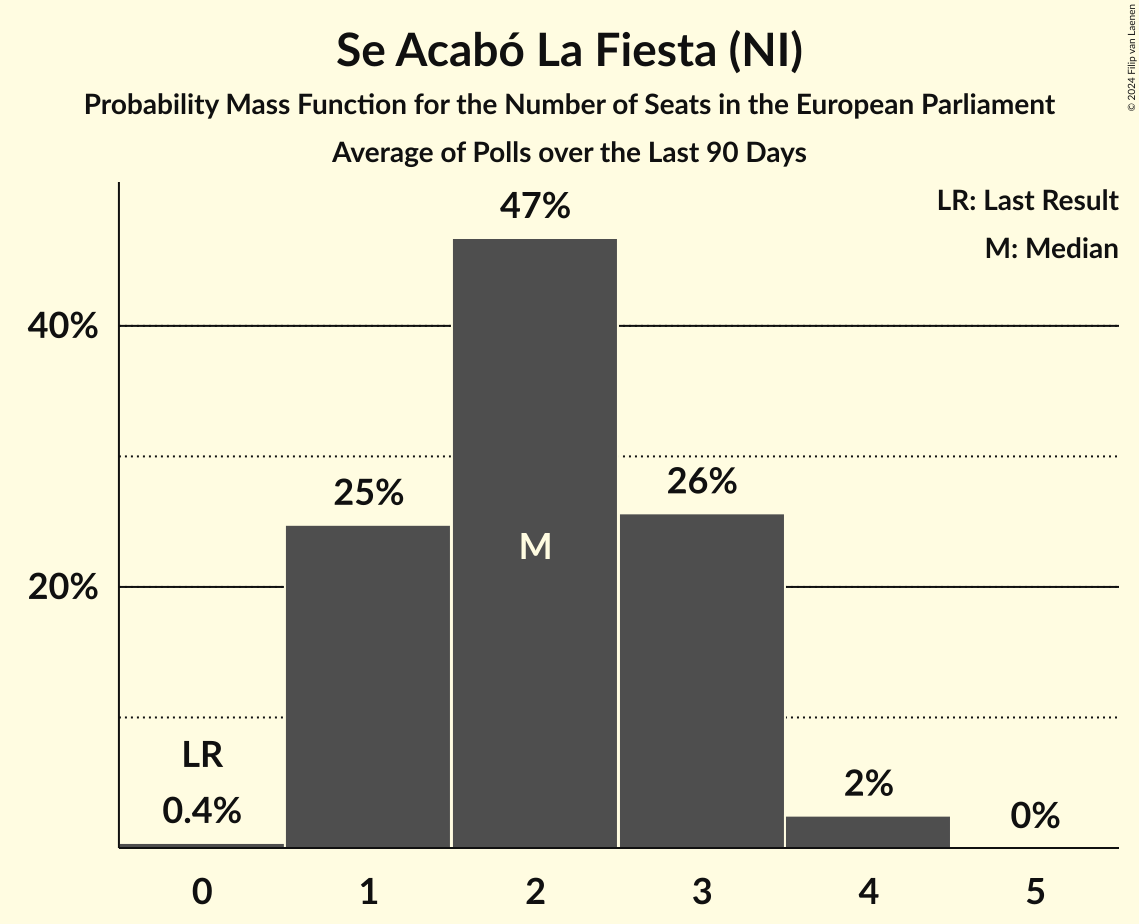 Se Acabó La Fiesta (NI)
Probability Mass Function for the Number of Seats in the European Parliament
Average of Polls over the Last 90 Days
© 2024 Filip van Laenen
LR: Last Result
M: Median
47%
40%
26%
25%
M
20%
LR
0.4%
2%
0%
0 1 2 3 4 5